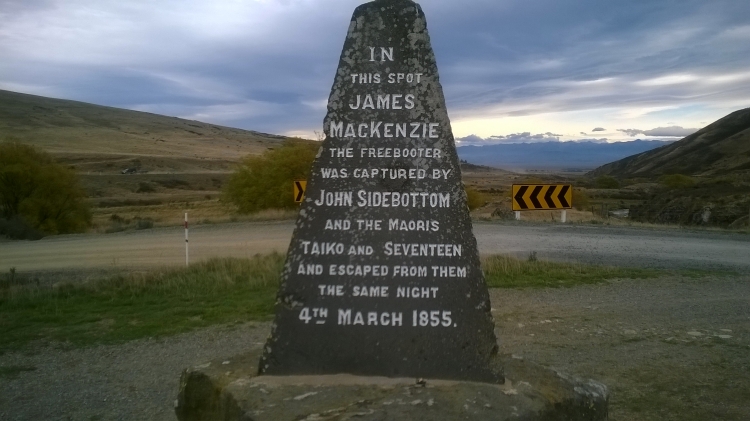 IN
THIS SPOT
JAMES
MACKENZIE
THE FREEBOOTER
WAS CAPTURED BY
JOHN SIDEBOTTOM
AND THE MAORIS
TAIKO AND SEVENTEEN
AND ESCAPED FROM THEM
THE SAME NIGHT
4TH MARCH 1855.